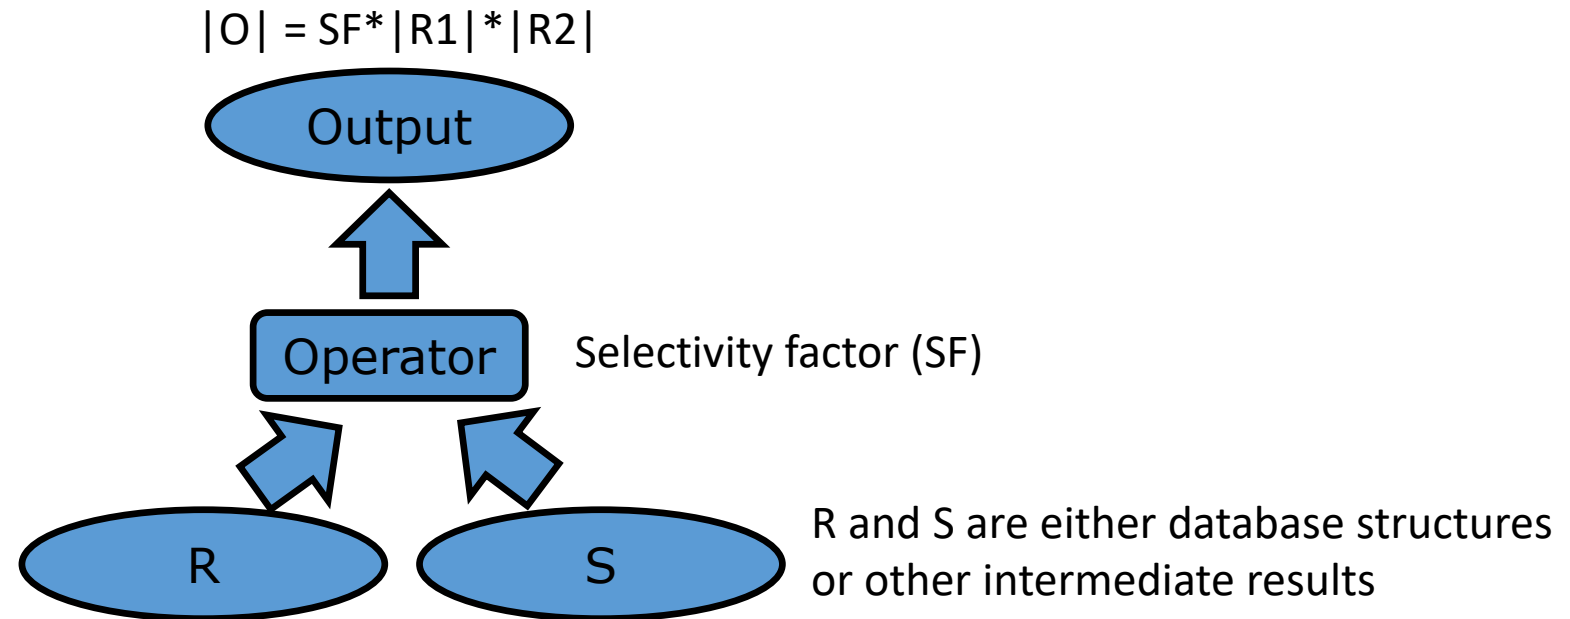 |O| = SF*|R1|*|R2|
Output
Operator
Selectivity factor (SF)
R
S
R and S are either database structures
or other intermediate results